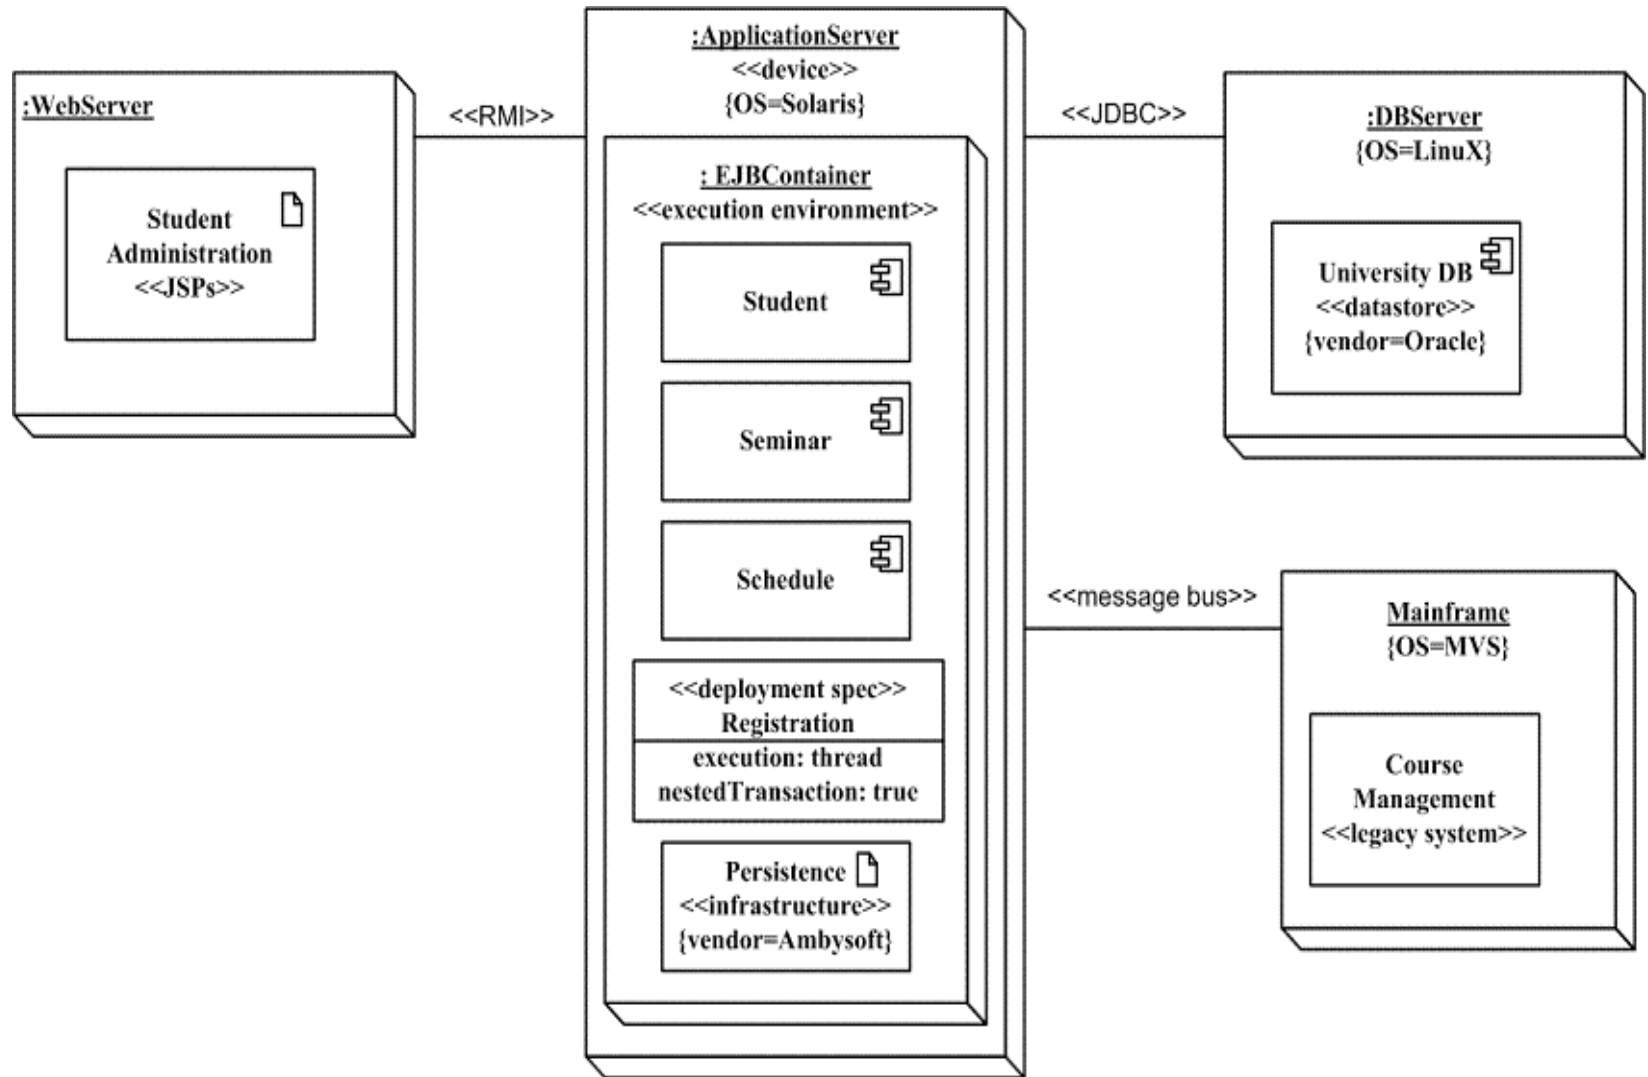 :WebServer
Student
Administration
<<JSPs>>
<<RMI>>
:ApplicationServer
<<device>>
{OS=Solaris}
: EJBContainer
<<execution environment>>
Student
Seminar
Schedule
<<deployment spec>>
Registration
execution: thread
nestedTransaction: true
Persistence
<<infrastructure>>
{vendor=Ambysoft}
<<JDBC>>
:DBServer
{OS=LinuX}
University DB
<<datastore>>
{vendor=Oracle}
<<message bus>>
Mainframe
{OS=MVS}
Course
Management
<<legacy system>>